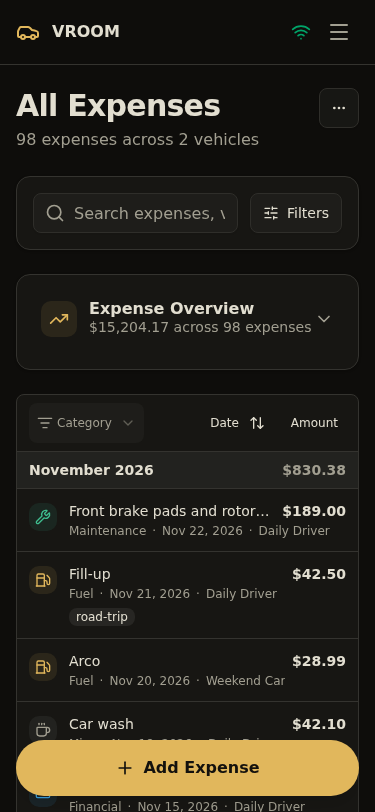 VROOM
All Expenses
98 expenses across 2 vehicles
Search expenses,
Filters
Expense Overview
$15,204.17 across 98 expenses
Category Date Amount
November 2026 $830.38
Front brake pads and rotor... $189.00
Maintenance · Nov 22, 2026 · Daily Driver
Fill-up $42.50
Fuel · Nov 21, 2026 · Daily Driver
road-trip
Arco $28.99
Fuel · Nov 20, 2026 · Weekend Car
Car wash $42.10
Add Expense
Financial · Nov 15, 2026 · Daily Driver